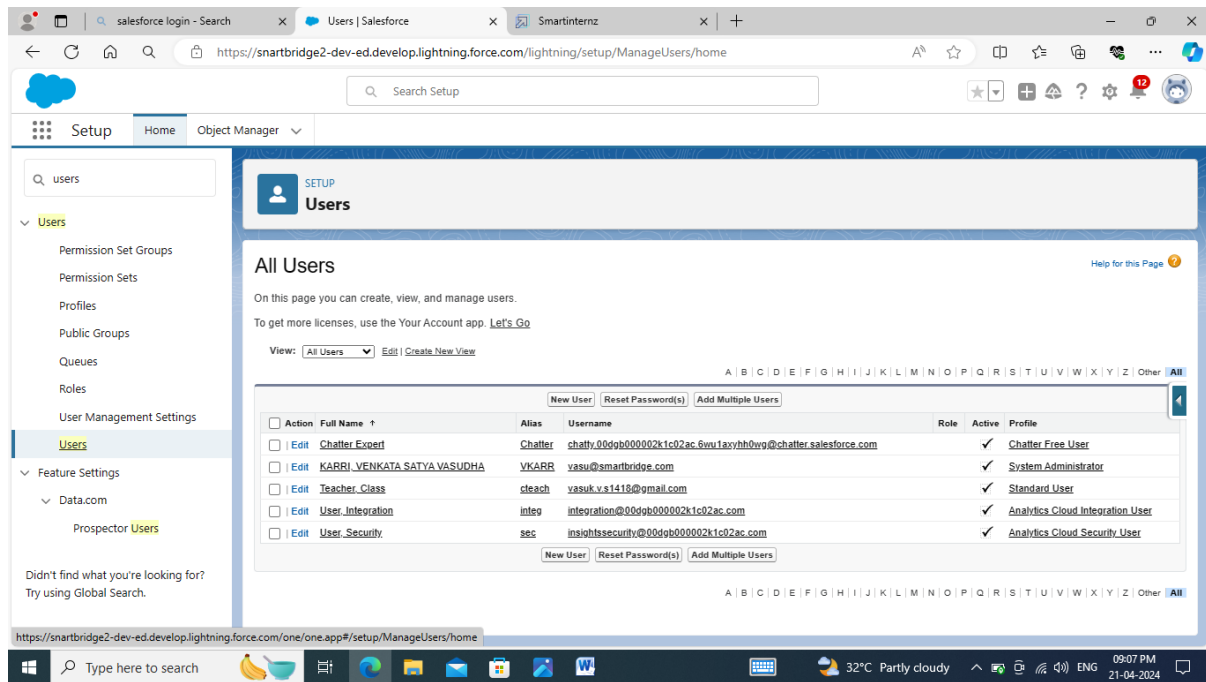 salesforce login - Search
Users | Salesforce
Smartinternz
https://snartbridge2-dev-ed.develop.lightning.force.com/lightning/setup/ManageUsers/home
Search Setup
12
Setup
Home
Object Manager
users
SETUP
Users
Users
Permission Set Groups
Permission Sets
Profiles
Public Groups
Queues
Roles
User Management Settings
Users
Feature Settings
Data.com
Prospector Users
Didn't find what you're looking for?
Try using Global Search.
All Users
Help for this Page
On this page you can create, view, and manage users.
To get more licenses, use the Your Account app. Let's Go
View: All Users Edit | Create New View
A | B | C | D | E | F | G | H | I | J | K | L | M | N | O | P | Q | R | S | T | U | V | W | X | Y | Z | Other All
New User Reset Password(s) Add Multiple Users
Action Full Name ↑ Alias Username Role Active Profile
Edit Chatter Expert Chatter chatty.00dgb000002k1c02ac.6wu1axyhh0wg@chatter.salesforce.com ✓ Chatter Free User
Edit KARRI, VENKATA SATYA VASUDHA VKARR vasu@smartbridge.com ✓ System Administrator
Edit Teacher, Class cteach vasuk.v.s1418@gmail.com ✓ Standard User
Edit User, Integration integ integration@00dgb000002k1c02ac.com ✓ Analytics Cloud Integration User
Edit User, Security sec insightssecurity@00dgb000002k1c02ac.com ✓ Analytics Cloud Security User
New User Reset Password(s) Add Multiple Users
A | B | C | D | E | F | G | H | I | J | K | L | M | N | O | P | Q | R | S | T | U | V | W | X | Y | Z | Other All
https://snartbridge2-dev-ed.develop.lightning.force.com/one/one.app#/setup/ManageUsers/home
Type here to search
32°C Partly cloudy
ENG
09:07 PM
21-04-2024